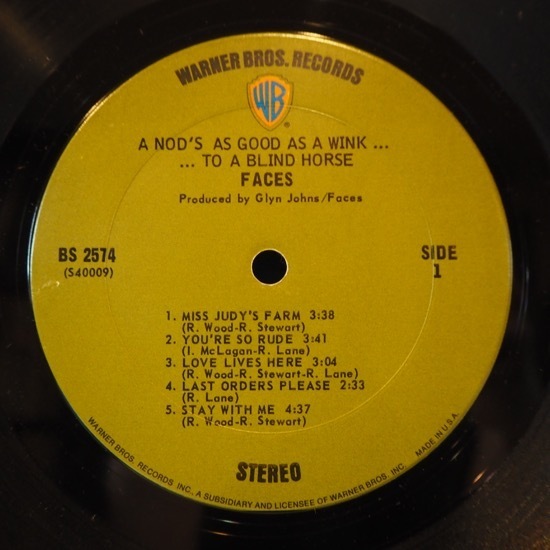 WARNER BROS. RECORDS
WB
®
A NOD'S AS GOOD AS A WINK ...
... TO A BLIND HORSE
FACES
Produced by Glyn Johns/Faces
BS 2574
(S40009)
SIDE
1
1. MISS JUDY'S FARM 3:38
(R. Wood-R. Stewart)
2. YOU'RE SO RUDE 3:41
(I. McLagan-R. Lane)
3. LOVE LIVES HERE 3:04
(R. Wood-R. Stewart-R. Lane)
4. LAST ORDERS PLEASE 2:33
(R. Lane)
5. STAY WITH ME 4:37
(R. Wood-R. Stewart)
STEREO
WARNER BROS. RECORDS INC., A SUBSIDIARY AND LICENSEE OF WARNER BROS. INC. MADE IN U.S.A.